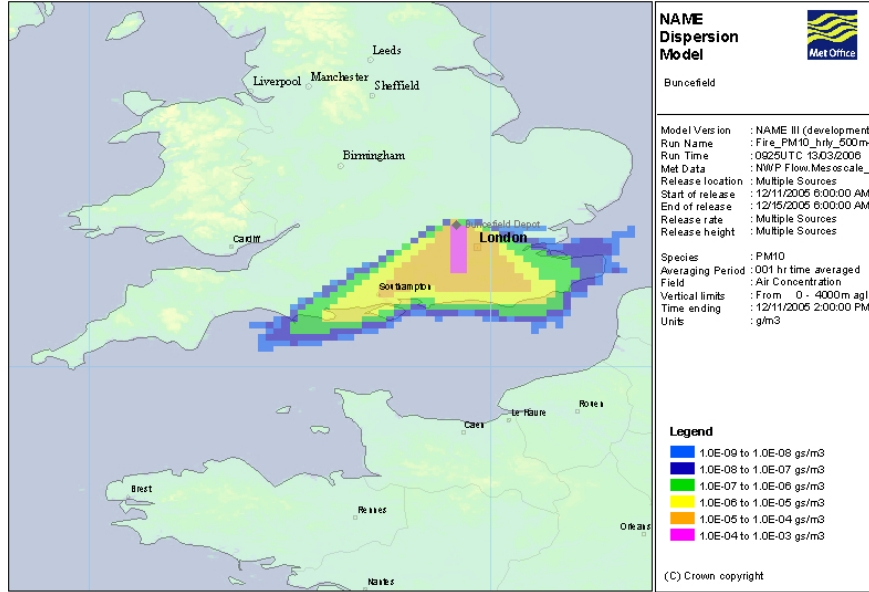 Leeds
Liverpool
Manchester
Sheffield
Birmingham
Cardiff
Buncefield Depot
London
Southampton
Caen
Le Havre
Rouen
Brest
Rennes
Orleans
Nantes
NAME
Dispersion
Model
Met Office
Buncefield
Model Version : NAME III (development
Run Name : Fire_PM10_hrly_500m-
Run Time : 0925UTC 13/03/2006
Met Data : NWP Flow.Mesoscale_
Release location : Multiple Sources
Start of release : 12/11/2005 6:00:00 AM
End of release : 12/15/2005 6:00:00 AM
Release rate : Multiple Sources
Release height : Multiple Sources
Species : PM10
Averaging Period : 001 hr time averaged
Field : Air Concentration
Vertical limits : From 0 - 4000m agl
Time ending : 12/11/2005 2:00:00 PM
Units : g/m3
Legend
1.0E-09 to 1.0E-08 gs/m3
1.0E-08 to 1.0E-07 gs/m3
1.0E-07 to 1.0E-06 gs/m3
1.0E-06 to 1.0E-05 gs/m3
1.0E-05 to 1.0E-04 gs/m3
1.0E-04 to 1.0E-03 gs/m3
(C) Crown copyright